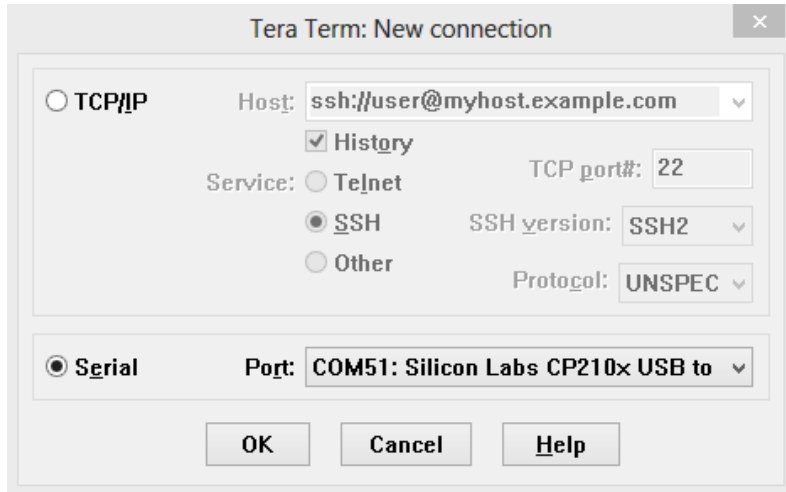 Tera Term: New connection
×
TCP/IP
Host: ssh://user@myhost.example.com
History
Service: Telnet
TCP port#: 22
SSH
SSH version: SSH2
Other
Protocol: UNSPEC
Serial
Port: COM51: Silicon Labs CP210x USB to
OK
Cancel
Help